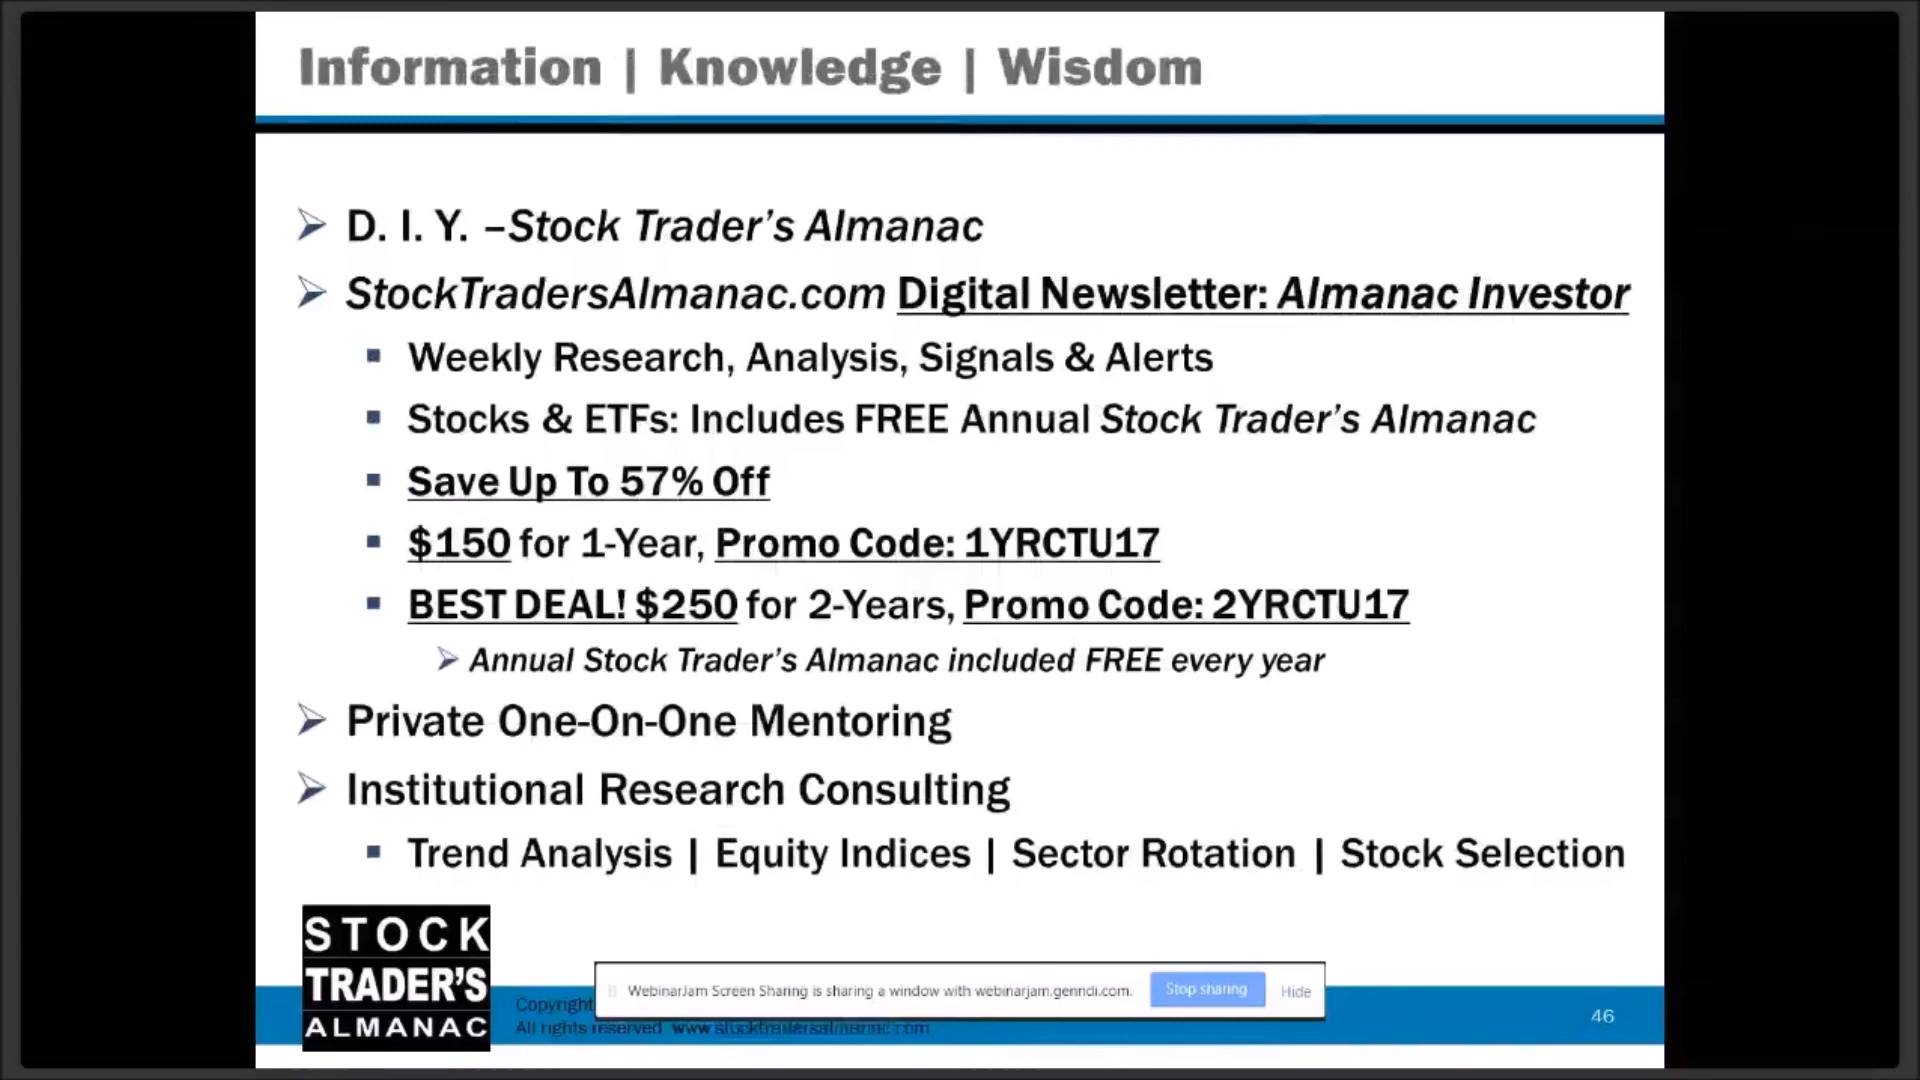 Information | Knowledge | Wisdom
D. I. Y. –Stock Trader's Almanac
StockTradersAlmanac.com Digital Newsletter: Almanac Investor
Weekly Research, Analysis, Signals & Alerts
Stocks & ETFs: Includes FREE Annual Stock Trader's Almanac
Save Up To 57% Off
$150 for 1-Year, Promo Code: 1YRCTU17
BEST DEAL! $250 for 2-Years, Promo Code: 2YRCTU17
Annual Stock Trader's Almanac included FREE every year
Private One-On-One Mentoring
Institutional Research Consulting
Trend Analysis | Equity Indices | Sector Rotation | Stock Selection
STOCK
TRADER'S
ALMANAC
Copyright
All rights reserved www.stocktradersalmanac.com
WebinarJam Screen Sharing is sharing a window with webinarjam.genndi.com.
Stop sharing
Hide
46